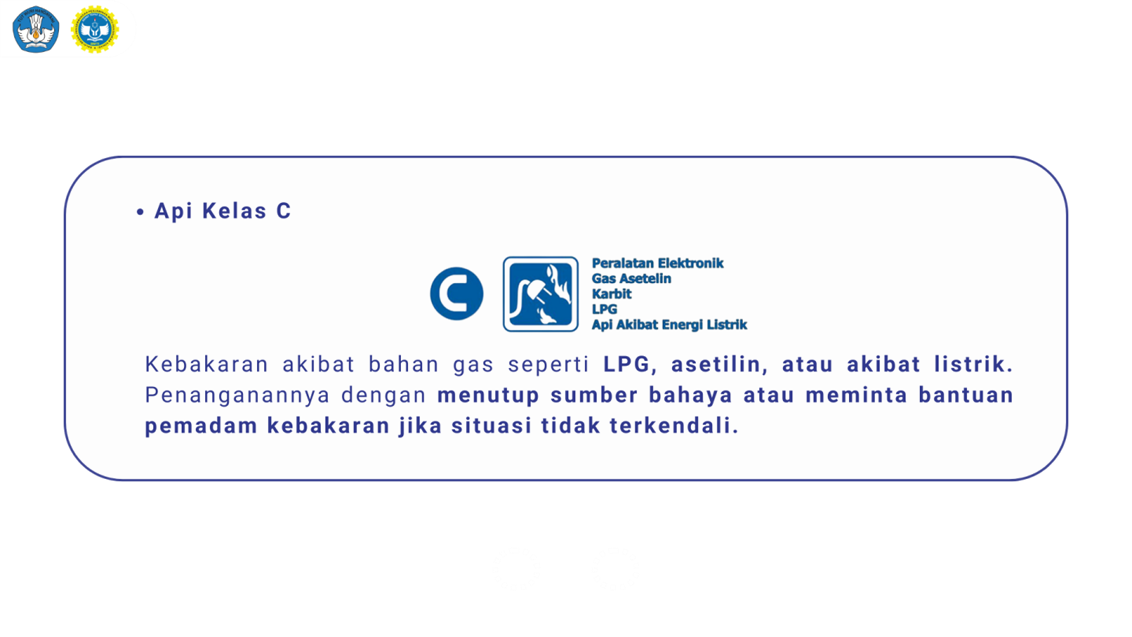 • Api Kelas C
C
Peralatan Elektronik
Gas Asetelin
Karbit
LPG
Api Akibat Energi Listrik
Kebakaran akibat bahan gas seperti LPG, asetilin, atau akibat listrik.
Penanganannya dengan menutup sumber bahaya atau meminta bantuan
pemadam kebakaran jika situasi tidak terkendali.